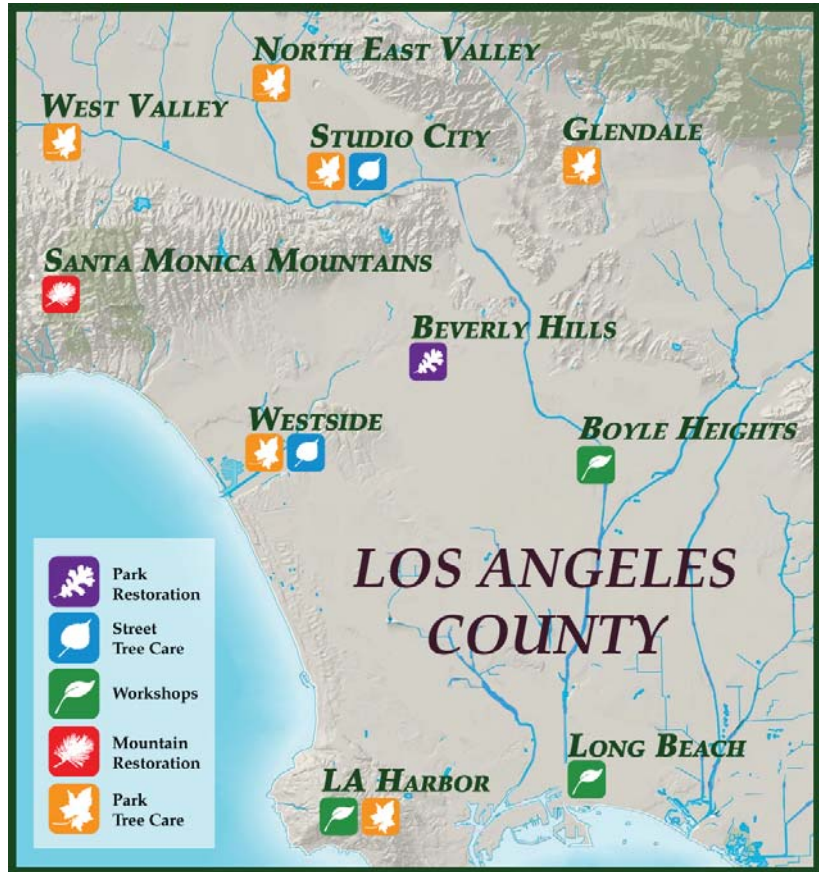 NORTH EAST VALLEY
WEST VALLEY
STUDIO CITY
GLENDALE
SANTA MONICA MOUNTAINS
BEVERLY HILLS
WESTSIDE
BOYLE HEIGHTS
LOS ANGELES
COUNTY
Park
Restoration
Street
Tree Care
Workshops
Mountain
Restoration
Park
Tree Care
LONG BEACH
LA HARBOR